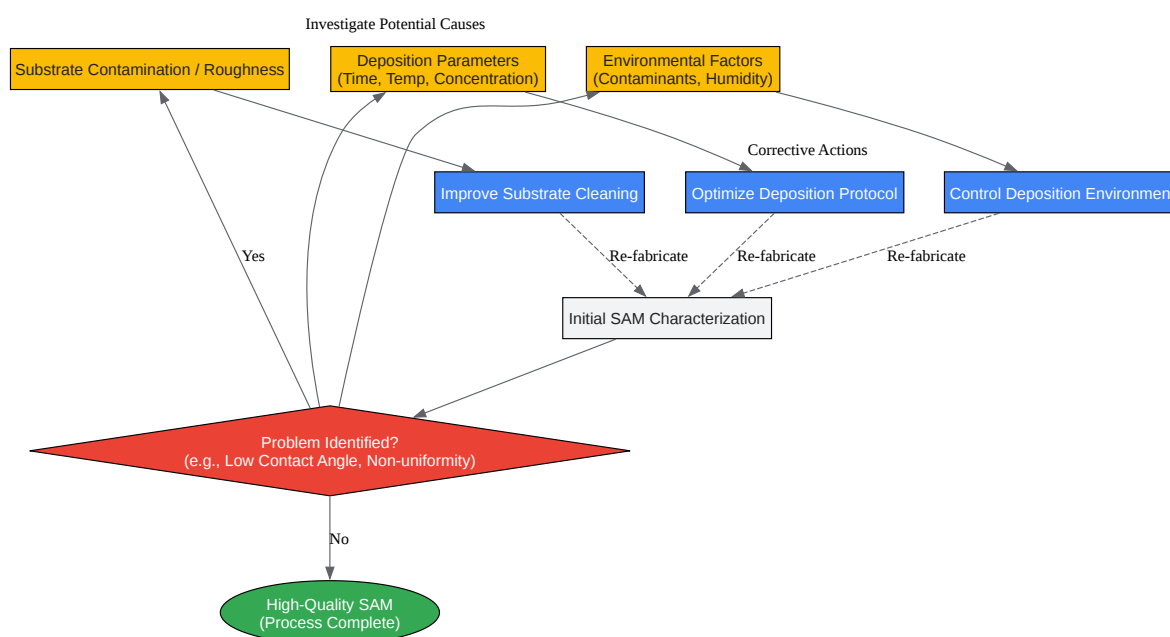 Investigate Potential Causes
Substrate Contamination / Roughness
Deposition Parameters
(Time, Temp, Concentration)
Environmental Factors
(Contaminants, Humidity)
Corrective Actions
Improve Substrate Cleaning
Optimize Deposition Protocol
Control Deposition Environmen
Yes
Re-fabricate
Re-fabricate
Re-fabricate
Initial SAM Characterization
Problem Identified?
(e.g., Low Contact Angle, Non-uniformity)
No
High-Quality SAM
(Process Complete)